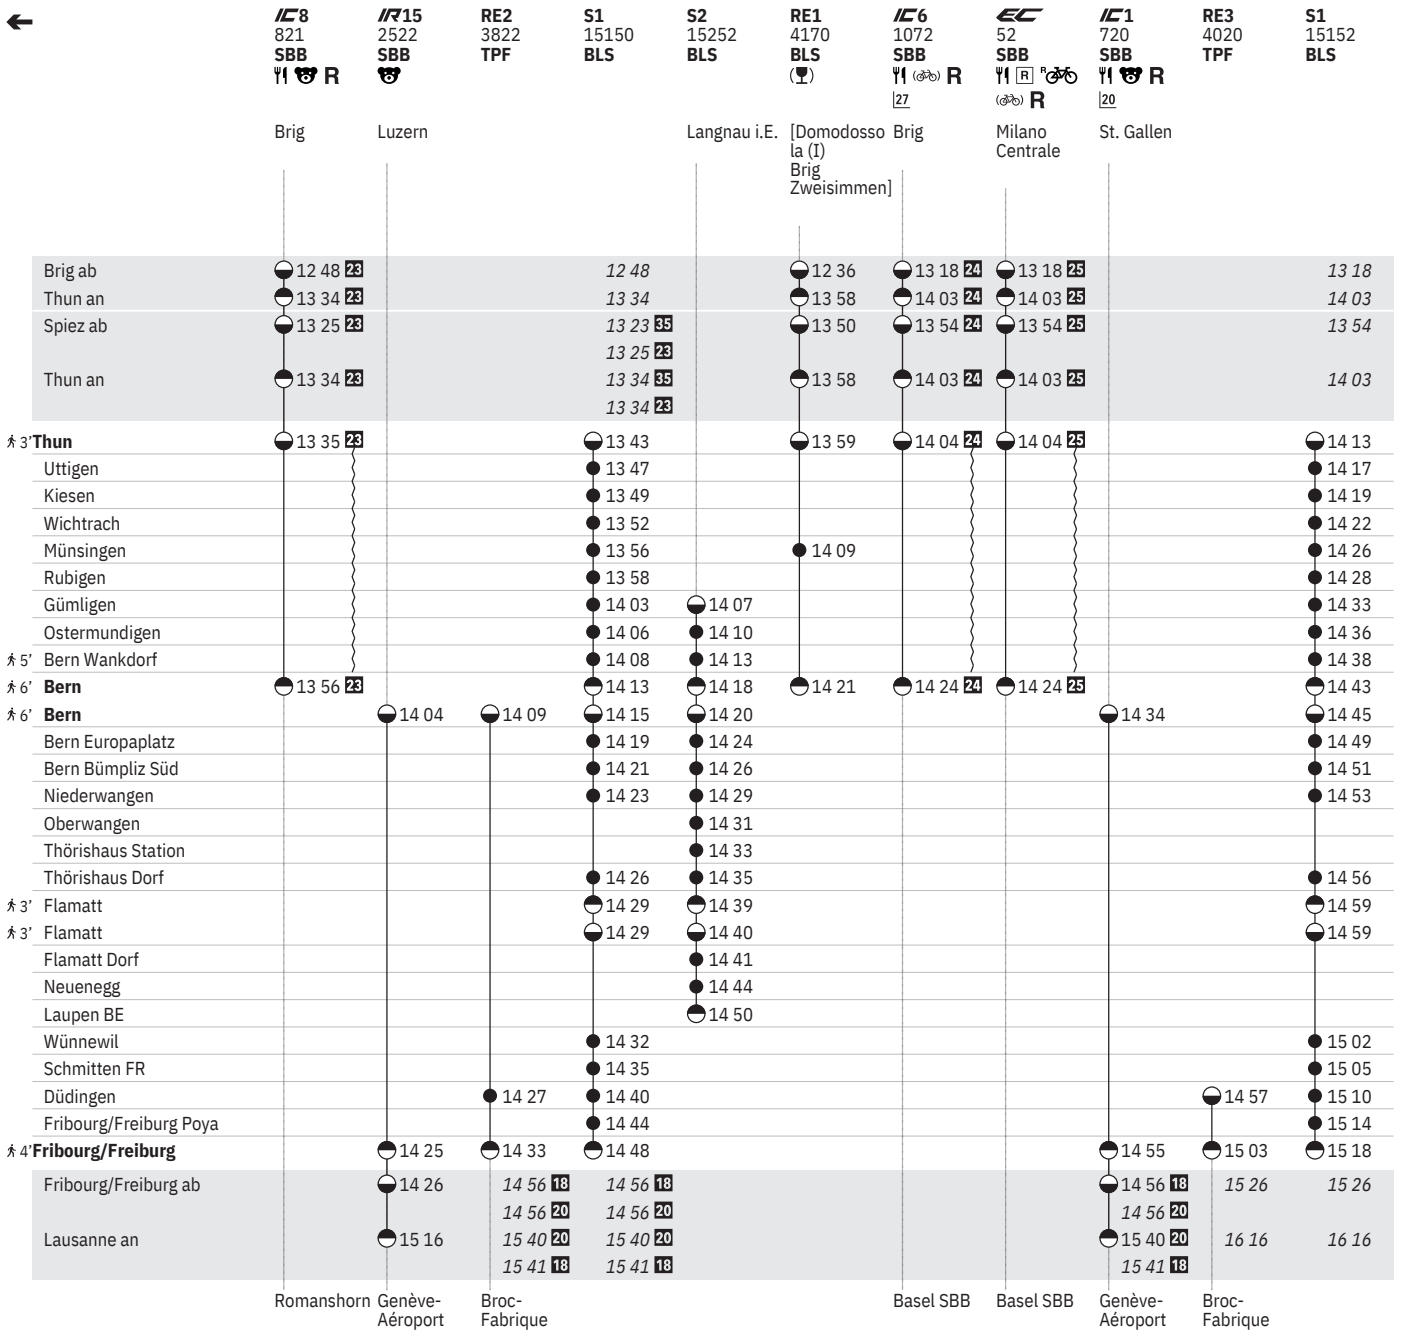 IC8 IR15 RE2 S1 S2 RE1 IC6 EC IC1 RE3 S1
821 2522 3822 15150 15252 4170 1072 52 720 4020 15152
SBB SBB TPF BLS BLS BLS SBB SBB SBB TPF BLS
R R R R R
27 R 20
Brig Luzern Langnau i.E. [Domodosso Brig Milano St. Gallen
la (I) Centrale
Brig
Zweisimmen]
Brig ab 12 48 23 12 48 12 36 13 18 24 13 18 25 13 18
Thun an 13 34 23 13 34 13 58 14 03 24 14 03 25 14 03
Spiez ab 13 25 23 13 23 35 13 50 13 54 24 13 54 25 13 54
13 25 23
Thun an 13 34 23 13 34 35 13 58 14 03 24 14 03 25 14 03
13 34 23
3' Thun 13 35 23 13 43 13 59 14 04 24 14 04 25 14 13
Uttigen 13 47 14 17
Kiesen 13 49 14 19
Wichtrach 13 52 14 22
Münsingen 13 56 14 09 14 26
Rubigen 13 58 14 28
Gümligen 14 03 14 07 14 33
Ostermundigen 14 06 14 10 14 36
5' Bern Wankdorf 14 08 14 13 14 38
6' Bern 13 56 23 14 13 14 18 14 21 14 24 24 14 24 25 14 43
6' Bern 14 04 14 09 14 15 14 20 14 34 14 45
Bern Europaplatz 14 19 14 24 14 49
Bern Bümpliz Süd 14 21 14 26 14 51
Niederwangen 14 23 14 29 14 53
Oberwangen 14 31
Thörishaus Station 14 33
Thörishaus Dorf 14 26 14 35 14 56
3' Flamatt 14 29 14 39 14 59
3' Flamatt 14 29 14 40 14 59
Flamatt Dorf 14 41
Neuenegg 14 44
Laupen BE 14 50
Wünnewil 14 32 15 02
Schmitten FR 14 35 15 05
Düdingen 14 27 14 40 14 57 15 10
Fribourg/Freiburg Poya 14 44 15 14
4' Fribourg/Freiburg 14 25 14 33 14 48 14 55 15 03 15 18
Fribourg/Freiburg ab 14 26 14 56 18 14 56 18 14 56 18 15 26 15 26
14 56 20 14 56 20 14 56 20
Lausanne an 15 16 15 40 20 15 40 20 15 40 20 16 16 16 16
15 41 18 15 41 18 15 41 18
Romanshorn Genève- Broc- Basel SBB Basel SBB Genève- Broc-
Aéroport Fabrique Aéroport Fabrique